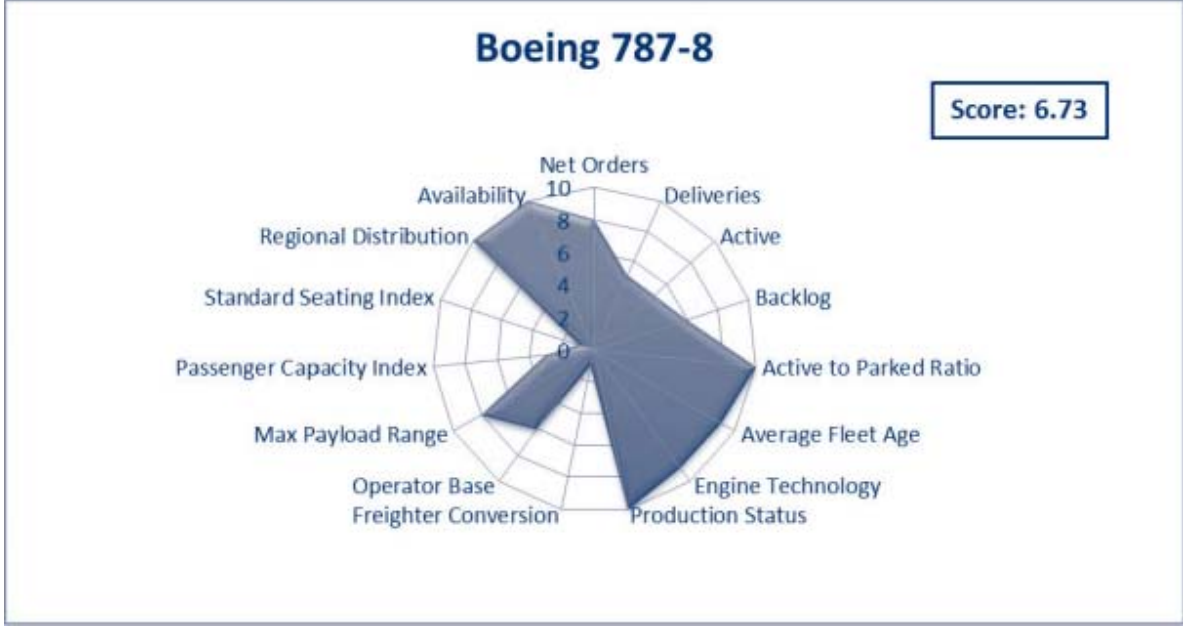 Boeing 787-8
Score: 6.73
Net Orders
10
Availability
Deliveries
8
Regional Distribution
Active
6
4
Standard Seating Index
Backlog
2
0
Passenger Capacity Index
Active to Parked Ratio
Max Payload Range
Average Fleet Age
Operator Base
Engine Technology
Freighter Conversion
Production Status